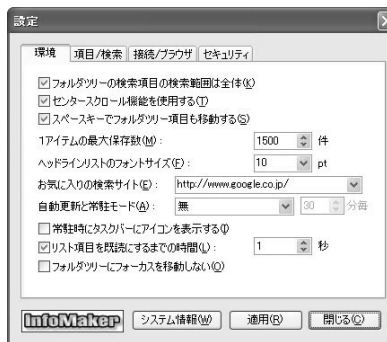 設定
環境 項目/検索 接続/ブラウザ セキュリティ
フォルダツリーの検索項目の検索範囲は全体(K)
センタースクロール機能を使用する(T)
スペースキーでフォルダツリー項目も移動する(S)
1アイテムの最大保存数(M): 1500 件
ヘッドラインリストのフォントサイズ(F): 10 pt
お気に入りの検索サイト(E): http://www.google.co.jp/
自動更新と常駐モード(A): 無 30 分毎
常駐時にタスクバーにアイコンを表示する(I)
リスト項目を既読にするまでの時間(L): 1 秒
フォルダツリーにフォーカスを移動しない(O)
InfoMaker システム情報(W) 適用(R) 閉じる(C)